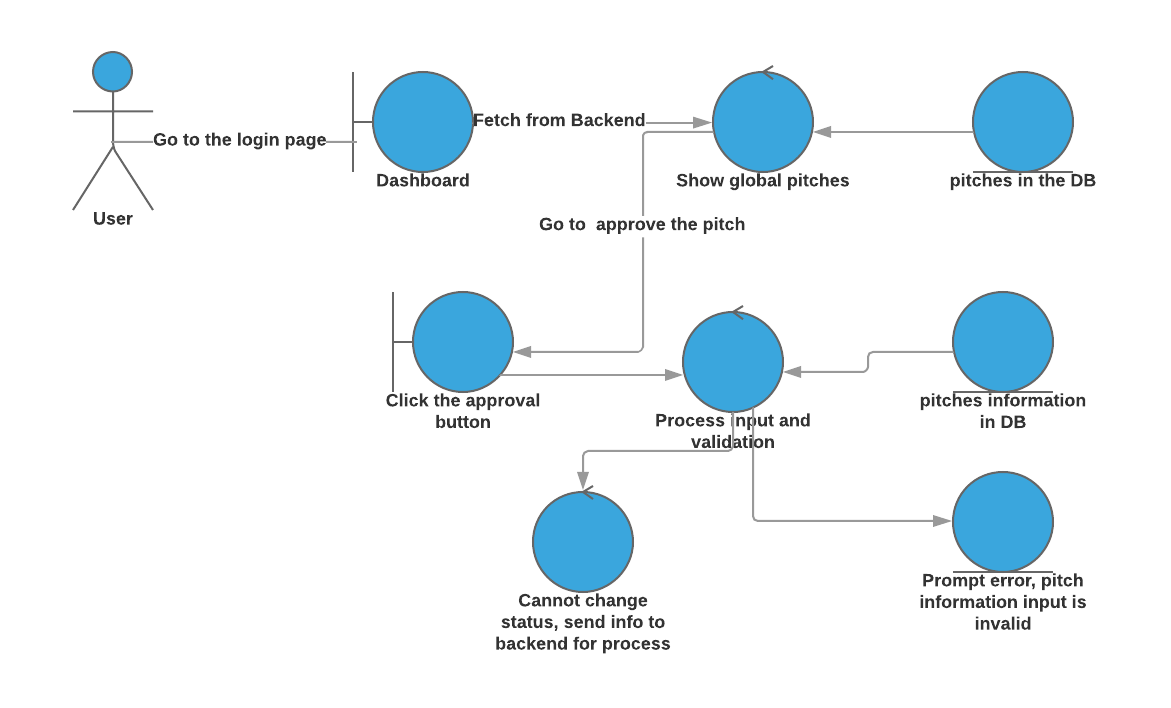 Go to the login page
User
Fetch from Backend
Dashboard
Show global pitches
pitches in the DB
Go to  approve the pitch
Click the approval
button
Process input and
validation
pitches information
in DB
Cannot change
status, send info to
backend for process
Prompt error, pitch
information input is
invalid